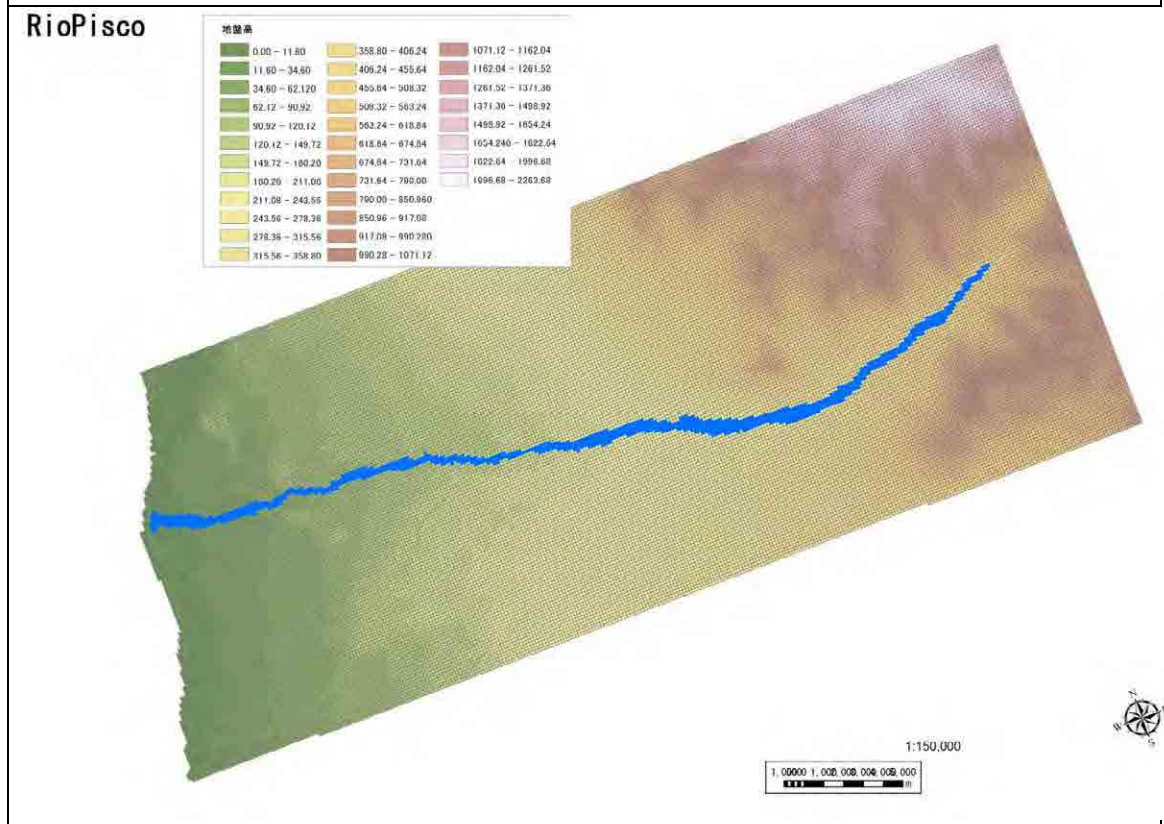 RioPisco
地盤高
0.00 - 11.60
11.60 - 34.60
34.60 - 62.120
62.12 - 90.92
90.92 - 120.12
120.12 - 149.72
149.72 - 180.20
180.20 211.08
211.08 - 243.56
243.56 - 278.36
278.36 - 315.56
315.56 - 358.80
358.80 - 406.24
406.24 - 455.64
455.64 - 508.32
508.32 - 563.24
563.24 - 618.84
618.84 - 674.84
674.84 - 731.64
731.64 - 790.00
790.00 - 850.960
850.96 - 917.08
917.08 - 990.280
990.28 - 1071.12
1071.12 - 1162.04
1162.04 - 1261.52
1261.52 - 1371.36
1371.36 - 1498.92
1498.92 - 1654.24
1996.68 - 2263.68
N
W
S
1:150,000
m